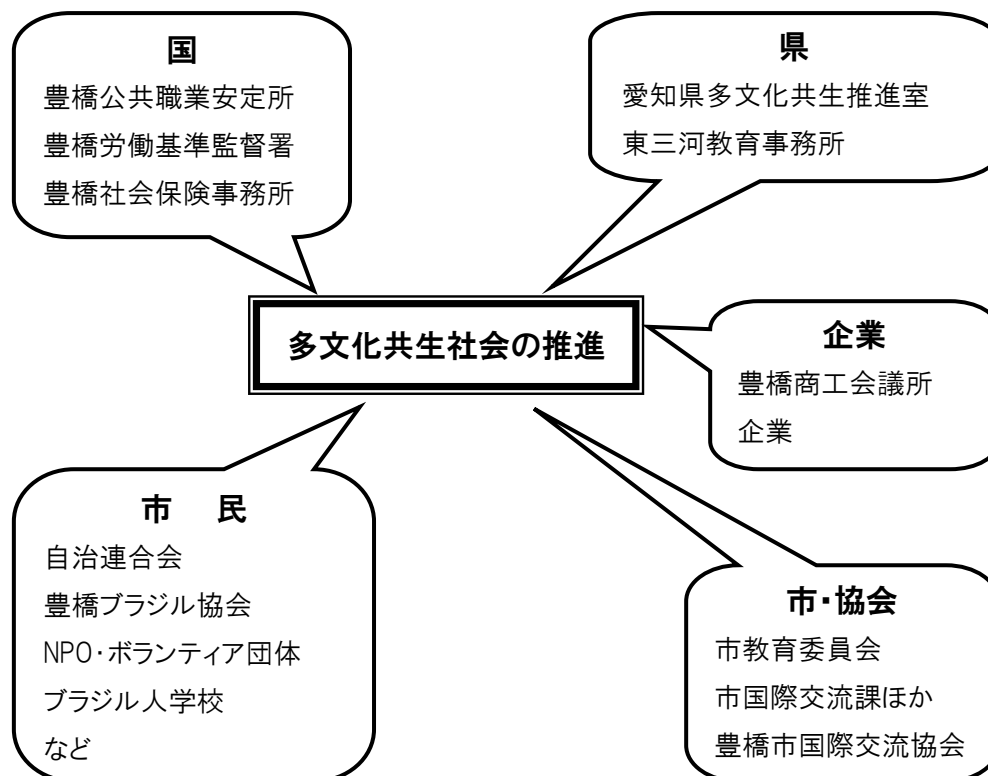 国
豊橋公共職業安定所
豊橋労働基準監督署
豊橋社会保険事務所
県
愛知県多文化共生推進室
東三河教育事務所
多文化共生社会の推進
企業
豊橋商工会議所
企業
市　民
自治連合会
豊橋ブラジル協会
NPO・ボランティア団体
ブラジル人学校
など
市・協会
市教育委員会
市国際交流課ほか
豊橋市国際交流協会